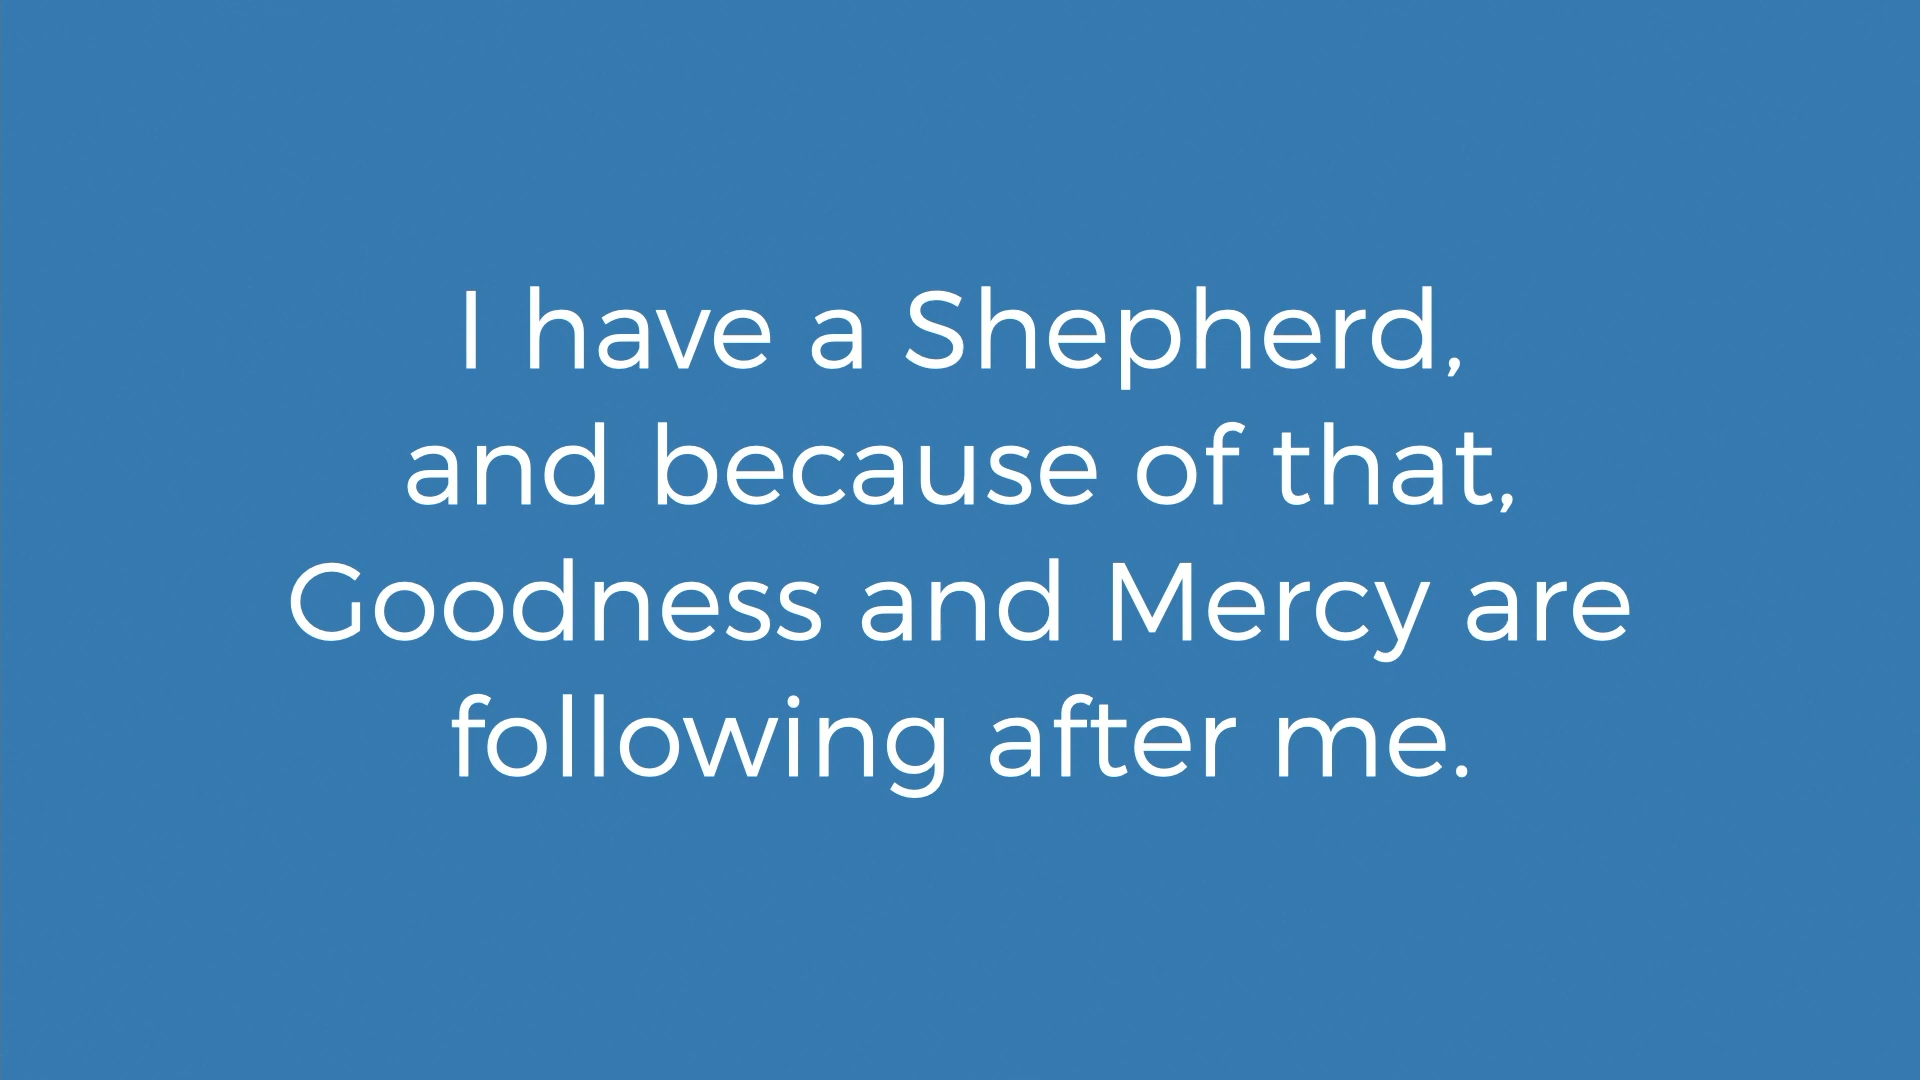 I have a Shepherd,
and because of that,
Goodness and Mercy are
following after me.